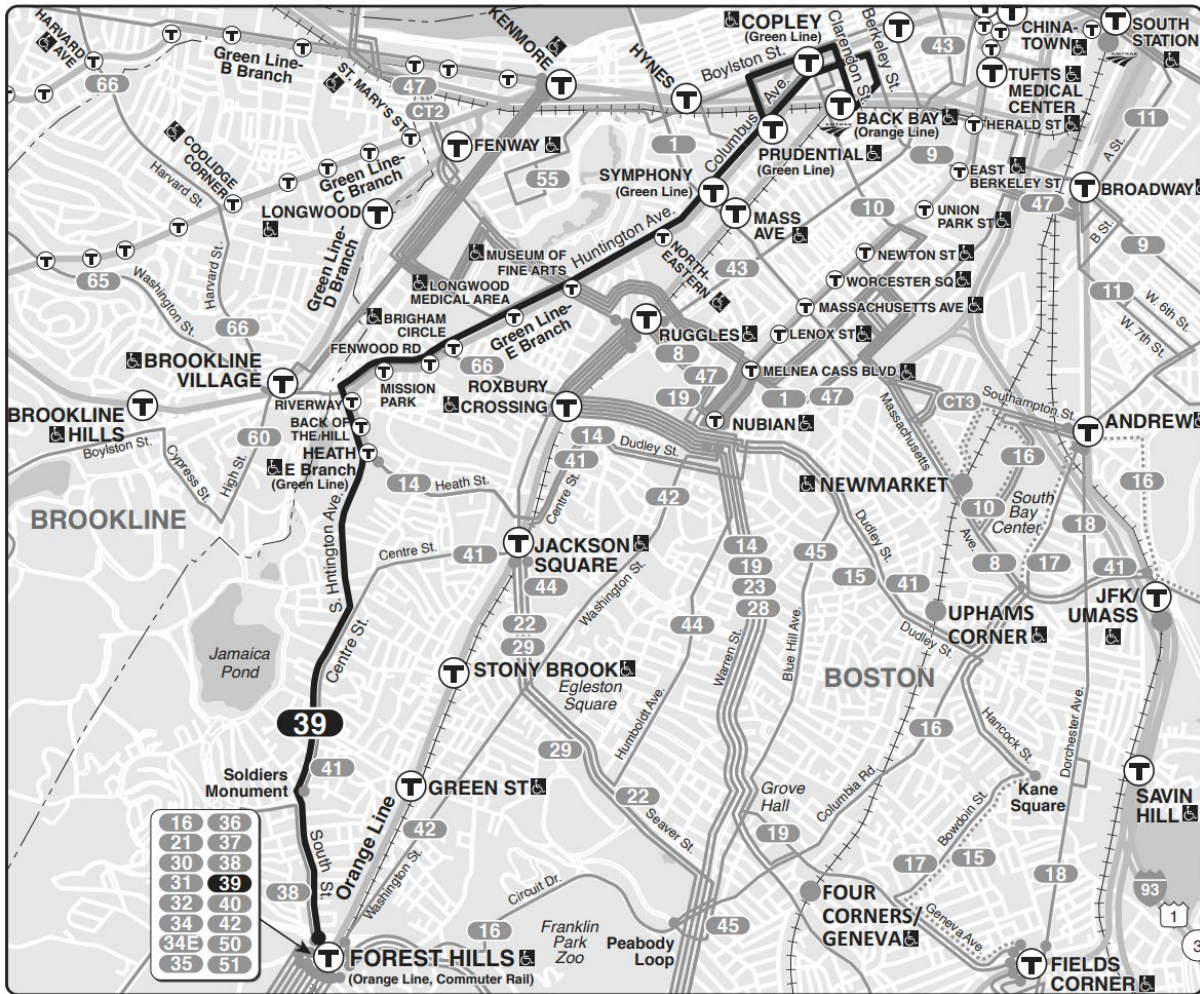 HARVARD
AVE
66
Green Line-
B Branch
ST. MARY'S ST.
47
CT2
KENMORE
HYNES
Boylston St.
COPLEY
(Green Line)
Clarendon St.
Berkeley St.
43
CHINA-
TOWN
SOUTH
STATION
TUFTS
MEDICAL
CENTER
HERALD ST
11
A St.
COOLIDGE
CORNER
Harvard St.
Green Line-
C Branch
FENWAY
55
1
Columbus
Ave.
BACK BAY
(Orange Line)
PRUDENTIAL
(Green Line)
9
EAST
BERKELEY ST
BROADWAY
47
LONGWOOD
SYMPHONY
(Green Line)
MASS
AVE
10
UNION
PARK ST
B St.
9
Harvard St.
Green Line-
D Branch
MUSEUM OF
FINE ARTS
Huntington Ave.
NORTH-
EASTERN
43
NEWTON ST
WORCESTER SQ
MASSACHUSETTS AVE
11
W. 6th St.
W. 7th St.
65
Washington St.
66
LONGWOOD
MEDICAL AREA
BRIGHAM
CIRCLE
FENWOOD RD
Green Line-
E Branch
66
RUGGLES
8
LENOX ST
BROOKLINE
VILLAGE
MISSION
PARK
ROXBURY
CROSSING
47
19
MELNEA CASS BLVD
1
47
CT3
Southampton St.
BROOKLINE
HILLS
RIVERWAY
BACK OF
THE HILL
HEATH
E Branch
(Green Line)
60
NUBIAN
Massachusetts
Ave.
ANDREW
Boylston St.
Cypress St.
High St.
14
41
Dudley St.
16
16
BROOKLINE
14
Heath St.
Centre St.
42
NEWMARKET
10
South
Bay
Center
18
S. Hntington Ave.
Centre St.
41
JACKSON
SQUARE
44
Washington St.
14
19
23
28
45
Dudley St.
15
41
8
17
41
JFK/
UMASS
22
29
44
Warren St.
Blue Hill Ave.
UPHAMS
CORNER
Dudley St.
Jamaica
Pond
Centre St.
STONY BROOK
Egleston
Square
BOSTON
39
29
Humboldt Ave.
16
Hancock St.
Dorchester Ave.
41
Soldiers
Monument
GREEN ST
22
Seaver St.
Grove
Hall
Columbia Rd.
Kane
Square
SAVIN
HILL
16 36
21 37
30 38
31 39
32 40
34 42
34E 50
35 51
38
South St.
Orange Line
42
Washington St.
19
Bowdoin St.
17
15
18
93
1
3
Circuit Dr.
16
Franklin
Park
Zoo
Peabody
Loop
45
FOUR
CORNERS/
GENEVA
Geneva Ave
FOREST HILLS
(Orange Line, Commuter Rail)
FIELDS
CORNER